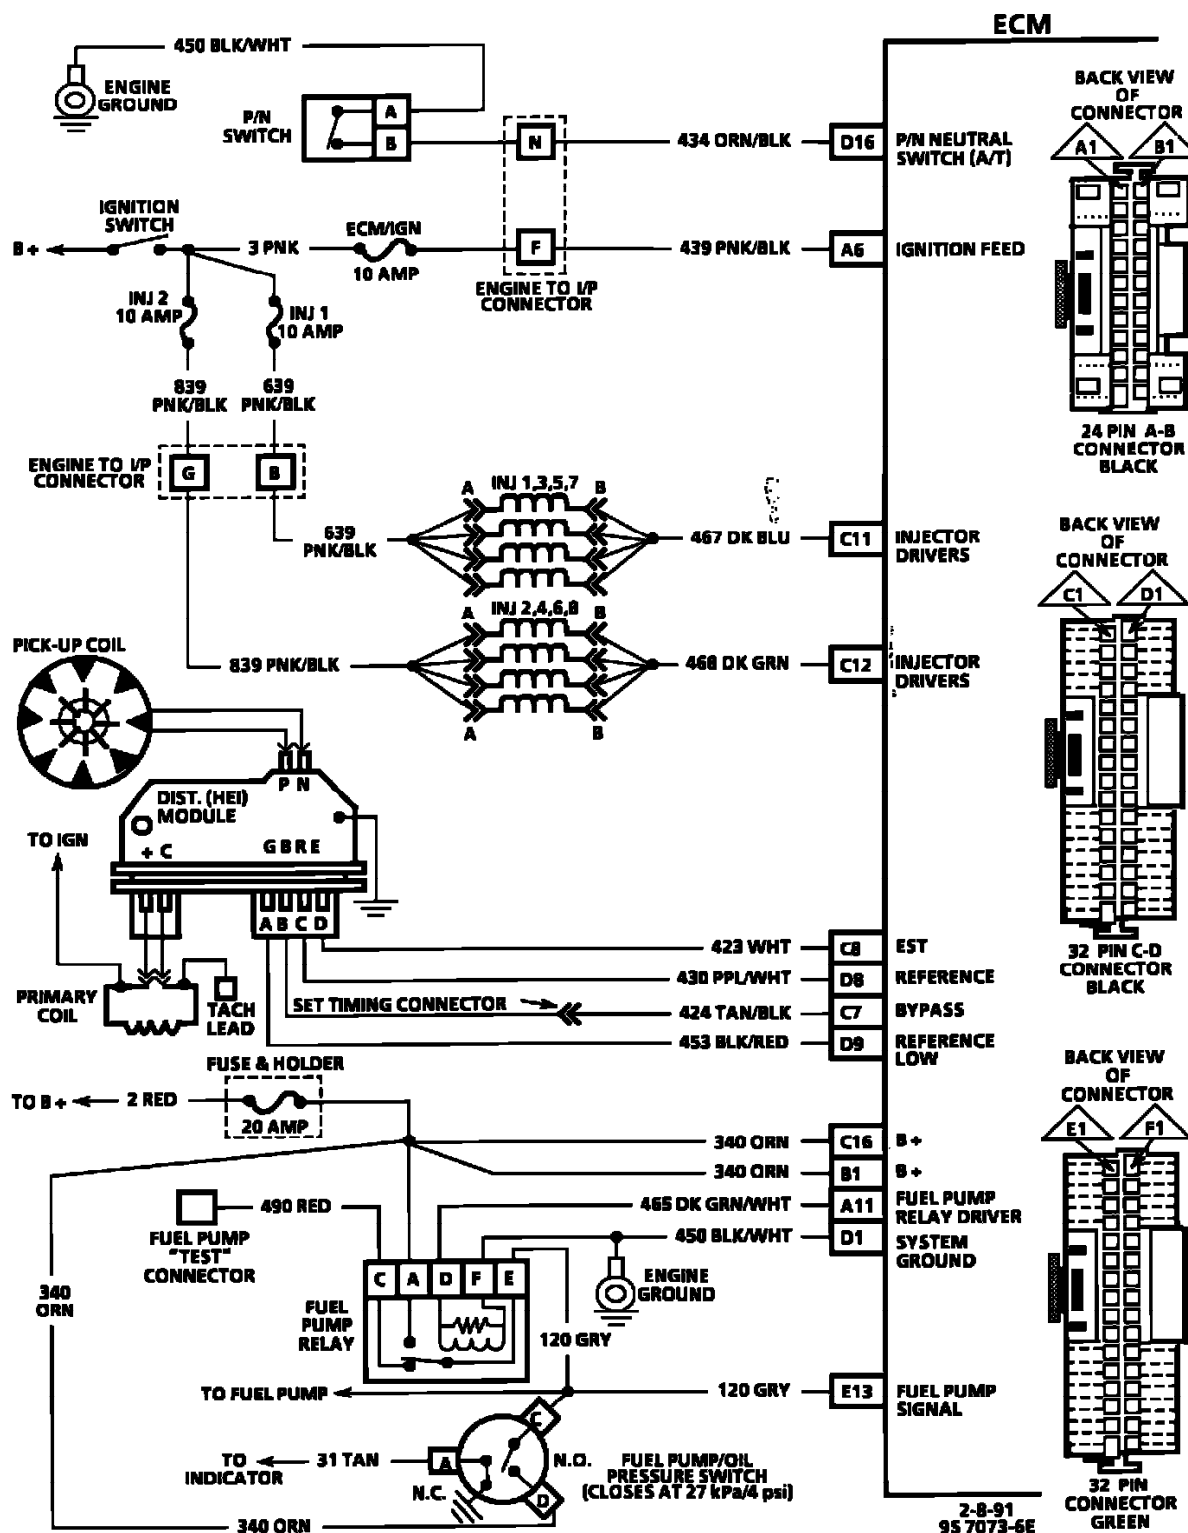 ECM
450 BLK/WHT
ENGINE
GROUND
P/N
SWITCH
A
B
N
434 ORN/BLK
D16
P/N NEUTRAL
SWITCH (A/T)
BACK VIEW
OF
CONNECTOR
A1
B1
IGNITION
SWITCH
B +
3 PNK
ECM/IGN
10 AMP
F
439 PNK/BLK
A6
IGNITION FEED
ENGINE TO I/P
CONNECTOR
INJ 2
10 AMP
INJ 1
10 AMP
839
PNK/BLK
639
PNK/BLK
24 PIN A-B
CONNECTOR
BLACK
ENGINE TO I/P
CONNECTOR
G
B
A
INJ 1,3,5,7
B
639
PNK/BLK
467 DK BLU
C11
INJECTOR
DRIVERS
A
B
BACK VIEW
OF
CONNECTOR
C1
D1
A
INJ 2,4,6,8
B
839 PNK/BLK
468 DK GRN
C12
INJECTOR
DRIVERS
A
B
PICK-UP COIL
P N
DIST. (HEI)
MODULE
+ C
G B R E
TO IGN
A B C D
423 WHT
C8
EST
430 PPL/WHT
D8
REFERENCE
SET TIMING CONNECTOR
424 TAN/BLK
C7
BYPASS
453 BLK/RED
D9
REFERENCE
LOW
32 PIN C-D
CONNECTOR
BLACK
PRIMARY
COIL
TACH
LEAD
FUSE & HOLDER
TO B +
2 RED
20 AMP
BACK VIEW
OF
CONNECTOR
E1
F1
340 ORN
C16
B +
340 ORN
B1
B +
465 DK GRN/WHT
A11
FUEL PUMP
RELAY DRIVER
450 BLK/WHT
D1
SYSTEM
GROUND
490 RED
FUEL PUMP
"TEST"
CONNECTOR
C A D F E
ENGINE
GROUND
340
ORN
FUEL
PUMP
RELAY
120 GRY
TO FUEL PUMP
120 GRY
E13
FUEL PUMP
SIGNAL
C
A
D
TO
INDICATOR
31 TAN
N.O.
N.C.
FUEL PUMP/OIL
PRESSURE SWITCH
(CLOSES AT 27 kPa/4 psi)
340 ORN
32 PIN
CONNECTOR
GREEN
2-8-91
9S 7073-6E